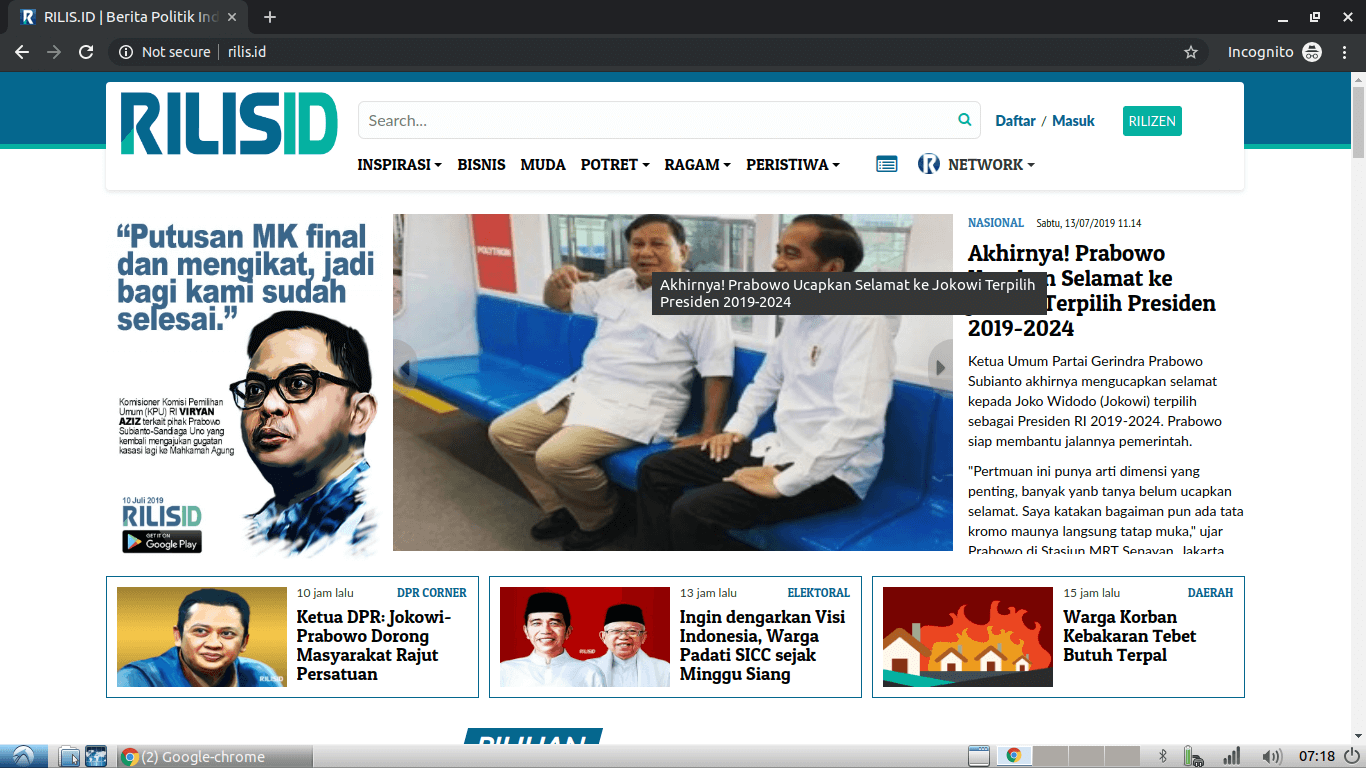 RILIS.ID | Berita Politik Ind
Not secure
rilis.id
Incognito
RILISID
Search...
Daftar / Masuk
RILIZEN
INSPIRASI
BISNIS
MUDA
POTRET
RAGAM
PERISTIWA
NETWORK
“Putusan MK final
dan mengikat, jadi
bagi kami sudah
selesai.”
Komisioner Komisi Pemilihan
Umum (KPU) RI VIRYAN
AZIZ terkait pihak Prabowo
Subianto-Sandiaga Uno yang
kembali mengajukan gugatan
kasasi lagi ke Mahkamah Agung
10 Juli 2019
RILISID
GET IT ON
Google Play
POLYTRON
Akhirnya! Prabowo Ucapkan Selamat ke Jokowi Terpilih
Presiden 2019-2024
NASIONAL Sabtu, 13/07/2019 11.14
Akhirnya! Prabowo
Selamat ke
Terpilih Presiden
2019-2024
Ketua Umum Partai Gerindra Prabowo
Subianto akhirnya mengucapkan selamat
kepada Joko Widodo (Jokowi) terpilih
sebagai Presiden RI 2019-2024. Prabowo
siap membantu jalannya pemerintah.
"Pertmuan ini punya arti dimensi yang
penting, banyak yanb tanya belum ucapkan
selamat. Saya katakan bagaiman pun ada tata
kromo maunya langsung tatap muka," ujar
Prabowo di Stasiun MRT Senayan, Jakarta,
10 jam lalu DPR CORNER
Ketua DPR: Jokowi-
Prabowo Dorong
Masyarakat Rajut
Persatuan
RILISID
13 jam lalu ELEKTORAL
Ingin dengarkan Visi
Indonesia, Warga
Padati SICC sejak
Minggu Siang
RILISID
15 jam lalu DAERAH
Warga Korban
Kebakaran Tebet
Butuh Terpal
PILIHAN
(2) Google-chrome
07:18